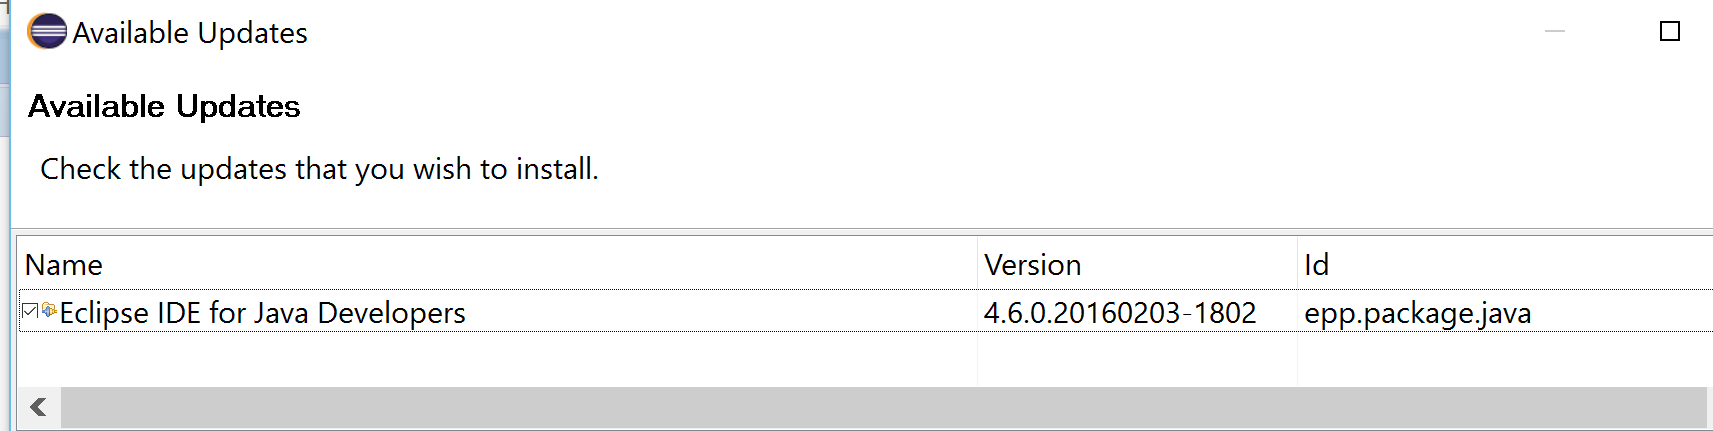 Available Updates
Available Updates
Check the updates that you wish to install.
Name Version Id
Eclipse IDE for Java Developers 4.6.0.20160203-1802 epp.package.java